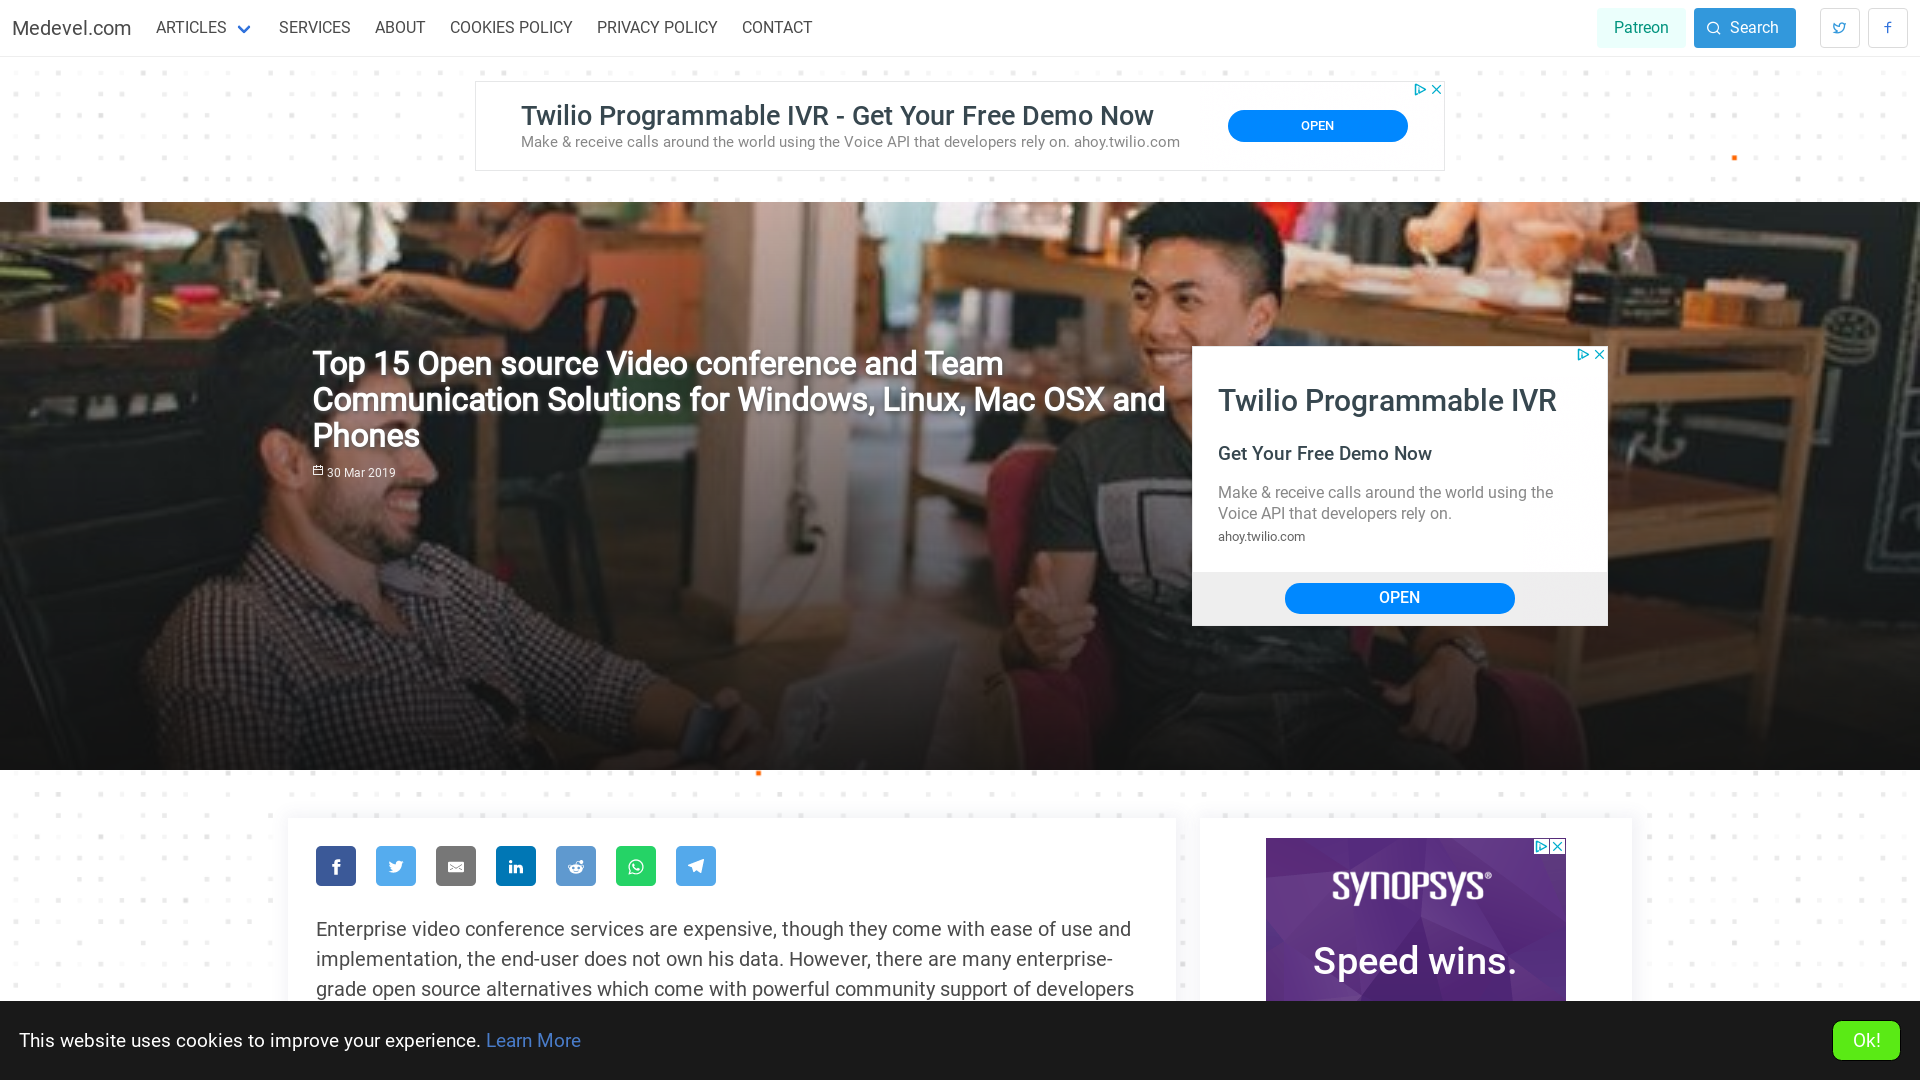 Medevel.com ARTICLES SERVICES ABOUT COOKIES POLICY PRIVACY POLICY CONTACT Patreon Search
Twilio Programmable IVR - Get Your Free Demo Now
Make & receive calls around the world using the Voice API that developers rely on. ahoy.twilio.com
OPEN
Top 15 Open source Video conference and Team
Communication Solutions for Windows, Linux, Mac OSX and
Phones
30 Mar 2019
Twilio Programmable IVR
Get Your Free Demo Now
Make & receive calls around the world using the
Voice API that developers rely on.
ahoy.twilio.com
OPEN
Enterprise video conference services are expensive, though they come with ease of use and
implementation, the end-user does not own his data. However, there are many enterprise-
grade open source alternatives which come with powerful community support of developers
SYNOPSYS®
Speed wins.
This website uses cookies to improve your experience. Learn More
Ok!